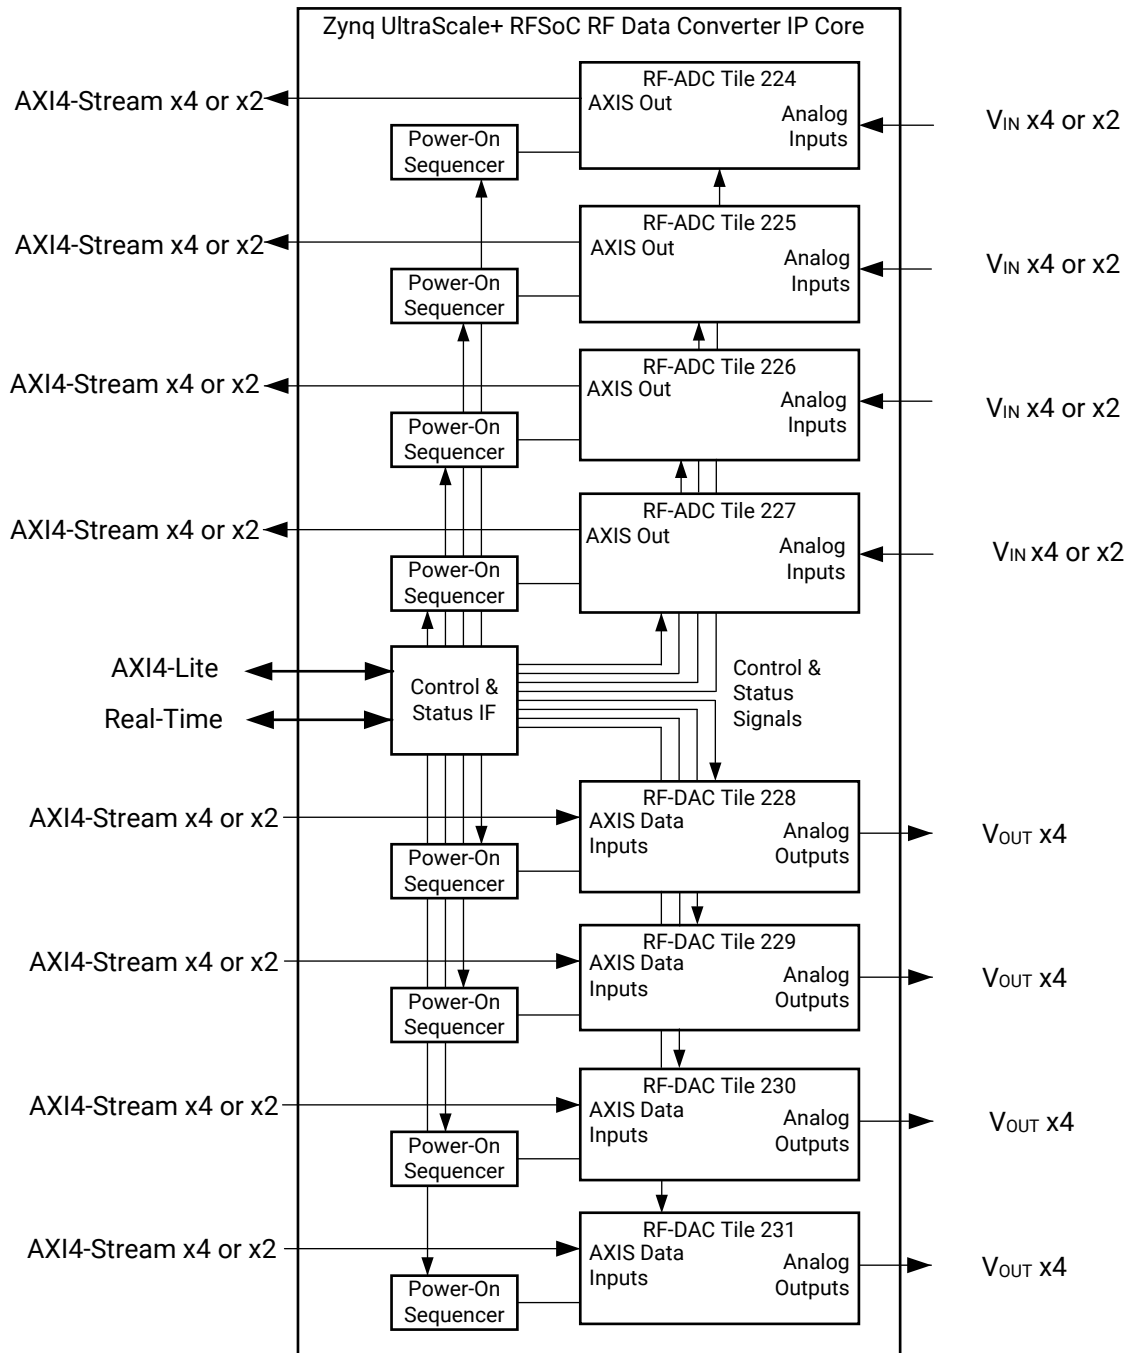 Zynq UltraScale+ RFSoC RF Data Converter IP Core
RF-ADC Tile 224
AXI4-Stream x4 or x2
AXIS Out
Analog
Inputs
VIN x4 or x2
Power-On
Sequencer
RF-ADC Tile 225
AXI4-Stream x4 or x2
AXIS Out
Analog
Inputs
VIN x4 or x2
Power-On
Sequencer
RF-ADC Tile 226
AXI4-Stream x4 or x2
AXIS Out
Analog
Inputs
VIN x4 or x2
Power-On
Sequencer
RF-ADC Tile 227
AXI4-Stream x4 or x2
AXIS Out
Analog
Inputs
VIN x4 or x2
Power-On
Sequencer
AXI4-Lite
Real-Time
Control &
Status IF
Control &
Status
Signals
RF-DAC Tile 228
AXI4-Stream x4 or x2
AXIS Data
Inputs
Analog
Outputs
VOUT x4
Power-On
Sequencer
RF-DAC Tile 229
AXI4-Stream x4 or x2
AXIS Data
Inputs
Analog
Outputs
VOUT x4
Power-On
Sequencer
RF-DAC Tile 230
AXI4-Stream x4 or x2
AXIS Data
Inputs
Analog
Outputs
VOUT x4
Power-On
Sequencer
RF-DAC Tile 231
AXI4-Stream x4 or x2
AXIS Data
Inputs
Analog
Outputs
VOUT x4
Power-On
Sequencer